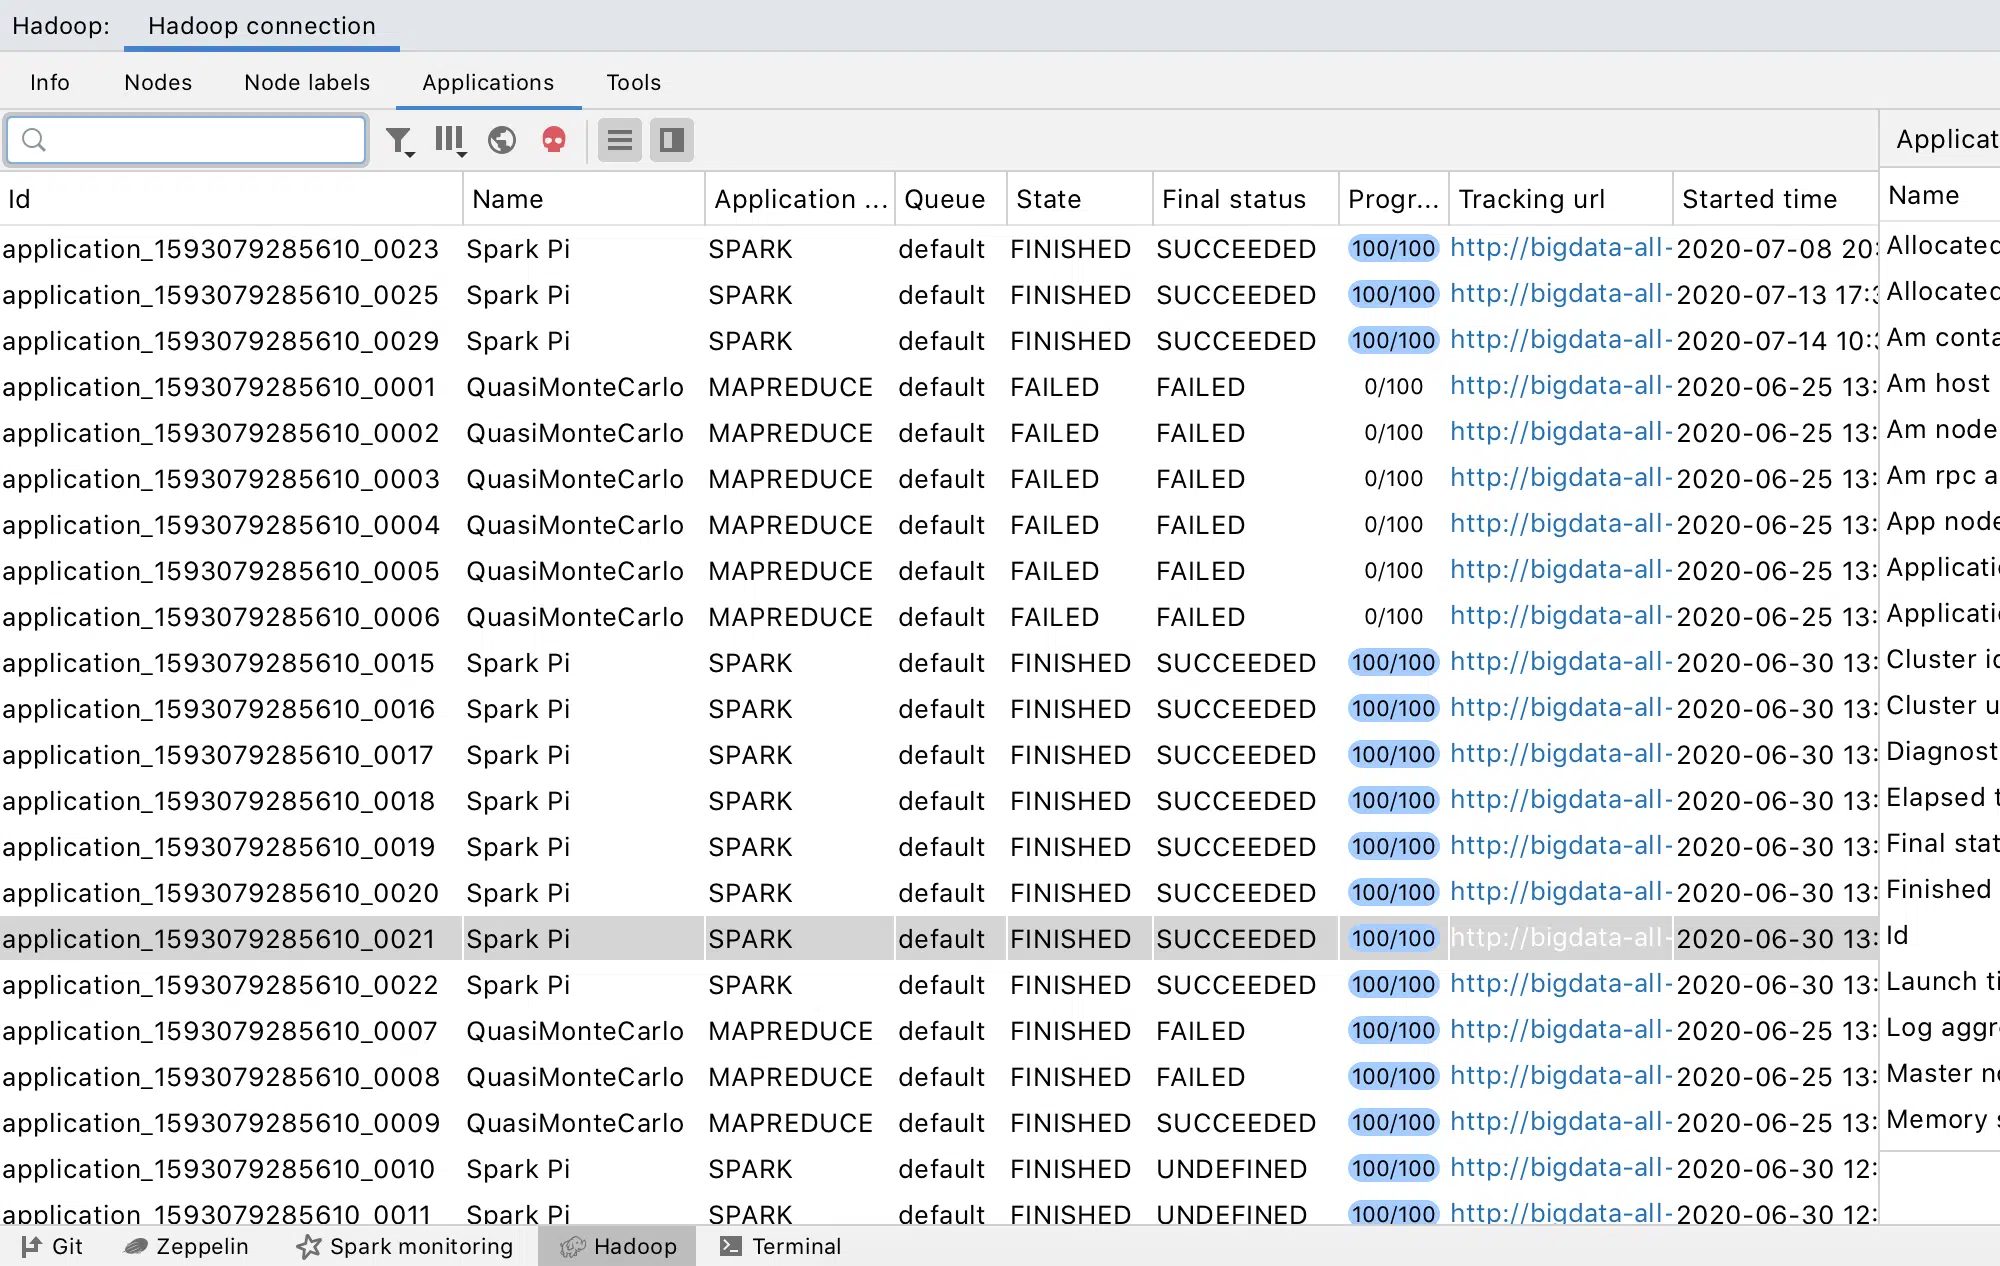 Hadoop: Hadoop connection
Info Nodes Node labels Applications Tools
Applicat
Id Name Application ... Queue State Final status Progr... Tracking url Started time Name
application_1593079285610_0023 Spark Pi SPARK default FINISHED SUCCEEDED 100/100 http://bigdata-all- 2020-07-08 20: Allocated
application_1593079285610_0025 Spark Pi SPARK default FINISHED SUCCEEDED 100/100 http://bigdata-all- 2020-07-13 17:3 Allocated
application_1593079285610_0029 Spark Pi SPARK default FINISHED SUCCEEDED 100/100 http://bigdata-all- 2020-07-14 10: Am conta
application_1593079285610_0001 QuasiMonteCarlo MAPREDUCE default FAILED FAILED 0/100 http://bigdata-all- 2020-06-25 13: Am host
application_1593079285610_0002 QuasiMonteCarlo MAPREDUCE default FAILED FAILED 0/100 http://bigdata-all- 2020-06-25 13: Am node
application_1593079285610_0003 QuasiMonteCarlo MAPREDUCE default FAILED FAILED 0/100 http://bigdata-all- 2020-06-25 13: Am rpc a
application_1593079285610_0004 QuasiMonteCarlo MAPREDUCE default FAILED FAILED 0/100 http://bigdata-all- 2020-06-25 13: App node
application_1593079285610_0005 QuasiMonteCarlo MAPREDUCE default FAILED FAILED 0/100 http://bigdata-all- 2020-06-25 13: Applicati
application_1593079285610_0006 QuasiMonteCarlo MAPREDUCE default FAILED FAILED 0/100 http://bigdata-all- 2020-06-25 13: Applicati
application_1593079285610_0015 Spark Pi SPARK default FINISHED SUCCEEDED 100/100 http://bigdata-all- 2020-06-30 13: Cluster id
application_1593079285610_0016 Spark Pi SPARK default FINISHED SUCCEEDED 100/100 http://bigdata-all- 2020-06-30 13: Cluster u
application_1593079285610_0017 Spark Pi SPARK default FINISHED SUCCEEDED 100/100 http://bigdata-all- 2020-06-30 13: Diagnost
application_1593079285610_0018 Spark Pi SPARK default FINISHED SUCCEEDED 100/100 http://bigdata-all- 2020-06-30 13: Elapsed t
application_1593079285610_0019 Spark Pi SPARK default FINISHED SUCCEEDED 100/100 http://bigdata-all- 2020-06-30 13: Final stat
application_1593079285610_0020 Spark Pi SPARK default FINISHED SUCCEEDED 100/100 http://bigdata-all- 2020-06-30 13: Finished
application_1593079285610_0021 Spark Pi SPARK default FINISHED SUCCEEDED 100/100 http://bigdata-all- 2020-06-30 13: Id
application_1593079285610_0022 Spark Pi SPARK default FINISHED SUCCEEDED 100/100 http://bigdata-all- 2020-06-30 13: Launch ti
application_1593079285610_0007 QuasiMonteCarlo MAPREDUCE default FINISHED FAILED 100/100 http://bigdata-all- 2020-06-25 13: Log aggr
application_1593079285610_0008 QuasiMonteCarlo MAPREDUCE default FINISHED FAILED 100/100 http://bigdata-all- 2020-06-25 13: Master no
application_1593079285610_0009 QuasiMonteCarlo MAPREDUCE default FINISHED SUCCEEDED 100/100 http://bigdata-all- 2020-06-25 13: Memory s
application_1593079285610_0010 Spark Pi SPARK default FINISHED UNDEFINED 100/100 http://bigdata-all- 2020-06-30 12:
application_1593079285610_0011 Spark Pi SPARK default FINISHED UNDEFINED 100/100 http://bigdata-all- 2020-06-30 12:
Git Zeppelin Spark monitoring Hadoop Terminal